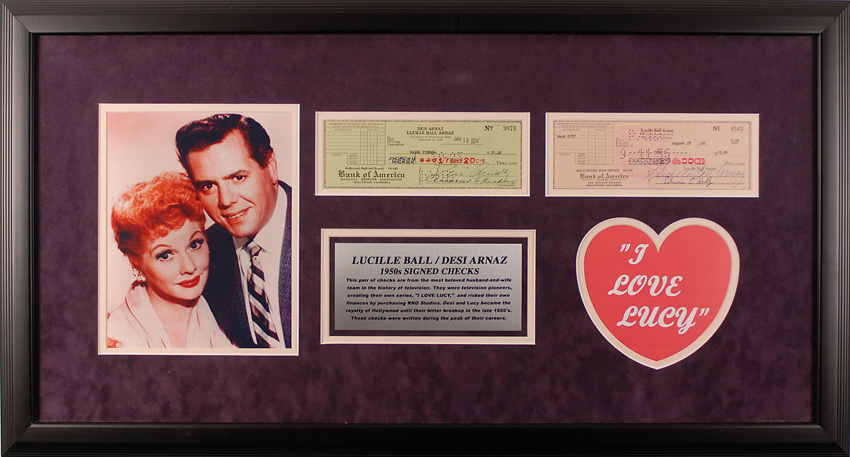 DESI ARNAZ
LUCILLE BALL ARNAZ
No 3973
Bank of America
Lucille Ball Arnaz
No 8542
Bank of America
LUCILLE BALL / DESI ARNAZ
1950s SIGNED CHECKS
This pair of checks are from the most beloved husband-and-wife
team in the history of television. They were television pioneers,
creating their own series, "I LOVE LUCY," and risked their own
finances by purchasing RKO Studios. Desi and Lucy became the
royalty of Hollywood until their bitter breakup in the late 1950's.
These checks were written during the peak of their careers.
"I
LOVE
LUCY"